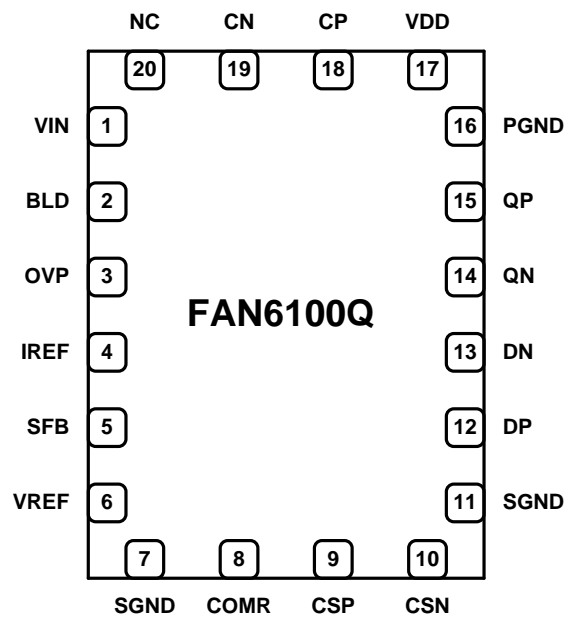 NC CN CP VDD
20 19 18 17
VIN 1 16 PGND
BLD 2 15 QP
OVP 3 14 QN
FAN6100Q
IREF 4 13 DN
SFB 5 12 DP
VREF 6 11 SGND
7 8 9 10
SGND COMR CSP CSN